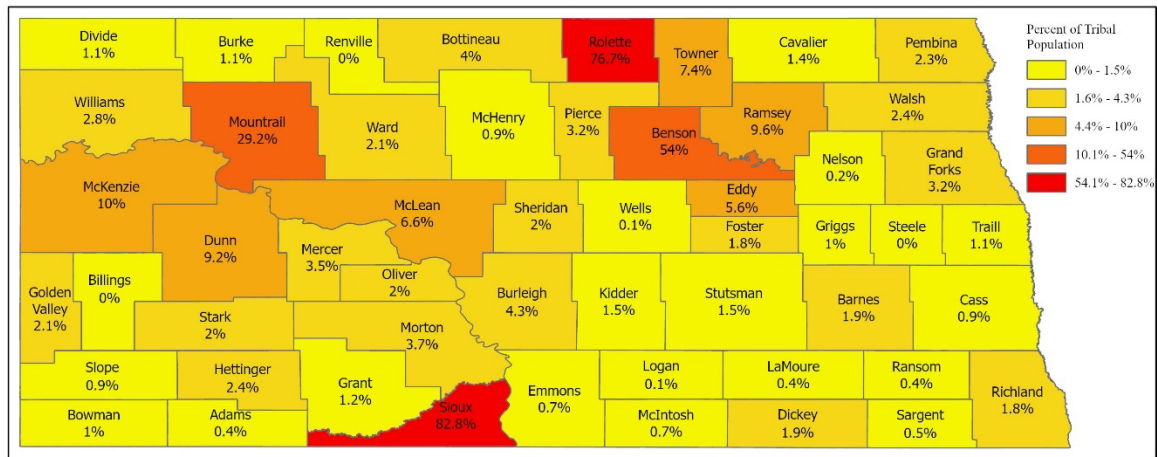 Divide
1.1%
Burke
1.1%
Renville
0%
Bottineau
4%
Rolette
76.7%
Towner
7.4%
Cavalier
1.4%
Pembina
2.3%
Williams
2.8%
Mountrail
29.2%
Ward
2.1%
McHenry
0.9%
Pierce
3.2%
Benson
54%
Ramsey
9.6%
Walsh
2.4%
Nelson
0.2%
Grand
Forks
3.2%
McKenzie
10%
Dunn
9.2%
McLean
6.6%
Mercer
3.5%
Oliver
2%
Sheridan
2%
Wells
0.1%
Eddy
5.6%
Foster
1.8%
Griggs
1%
Steele
0%
Traill
1.1%
Golden
Valley
2.1%
Billings
0%
Stark
2%
Morton
3.7%
Burleigh
4.3%
Kidder
1.5%
Stutsman
1.5%
Barnes
1.9%
Cass
0.9%
Slope
0.9%
Hettinger
2.4%
Grant
1.2%
Sioux
82.8%
Emmons
0.7%
Logan
0.1%
LaMoure
0.4%
Ransom
0.4%
Richland
1.8%
Bowman
1%
Adams
0.4%
McIntosh
0.7%
Dickey
1.9%
Sargent
0.5%
Percent of Tribal
Population
0% - 1.5%
1.6% - 4.3%
4.4% - 10%
10.1% - 54%
54.1% - 82.8%